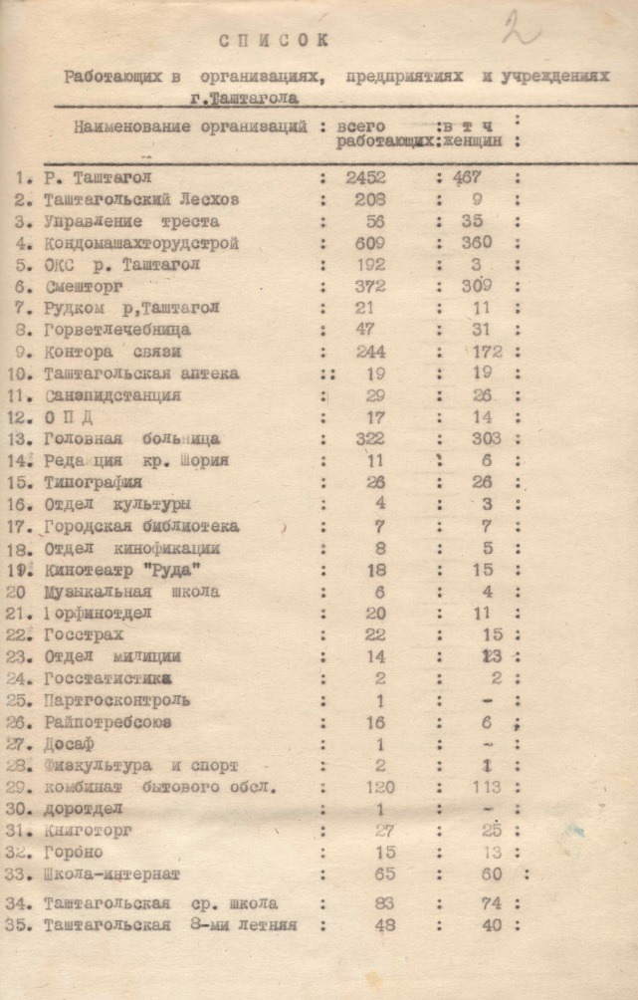 2
С П И С О К
Работающих в организациях, предприятиях и учреждениях
г.Таштагола
Наименование организаций : всего :в т ч :
работающих:женщин :
1. Р. Таштагол : 2452 : 467 :
2. Таштагольский Лесхоз : 208 : 9 :
3. Управление треста : 56 : 35 :
4. Кондомашахторудстрой : 609 : 360 :
5. ОКС р. Таштагол : 192 : 3 :
6. Смешторг : 372 : 309 :
7. Рудком р,Таштагол : 21 : 11 :
8. Горветлечебница : 47 : 31 :
9. Контора связи : 244 : 172 :
10. Таштагольская аптека :: 19 : 19 :
11. Санэпидстанция : 29 : 26 :
12. О П Д : 17 : 14 :
13. Головная больница : 322 : 303 :
14. Редакция кр. Шория : 11 : 6 :
15. Типография : 26 : 26 :
16. Отдел культуры : 4 : 3 :
17. Городская библиотека : 7 : 7 :
18. Отдел кинофикации : 8 : 5 :
19. Кинотеатр "Руда" : 18 : 15 :
20 Музыкальная школа : 6 : 4 :
21. Горфинотдел : 20 : 11 :
22. Госстрах : 22 : 15 :
23. Отдел милиции : 14 : 13 :
24. Госстатистика : 2 : 2 :
25. Партгосконтроль : 1 : - :
26. Райпотребсоюз : 16 : 6 ;
27. Досаф : 1 : - :
28. Физкультура и спорт : 2 : 1 :
29. комбинат бытового обсл. : 120 : 113 :
30. доротдел : 1 : - :
31. Книготорг : 27 : 25 :
32. Гороно : 15 : 13 :
33. Школа-интернат : 65 : 60 :
34. Таштагольская ср. школа : 83 : 74 :
35. Таштагольская 8-ми летняя : 48 : 40 :